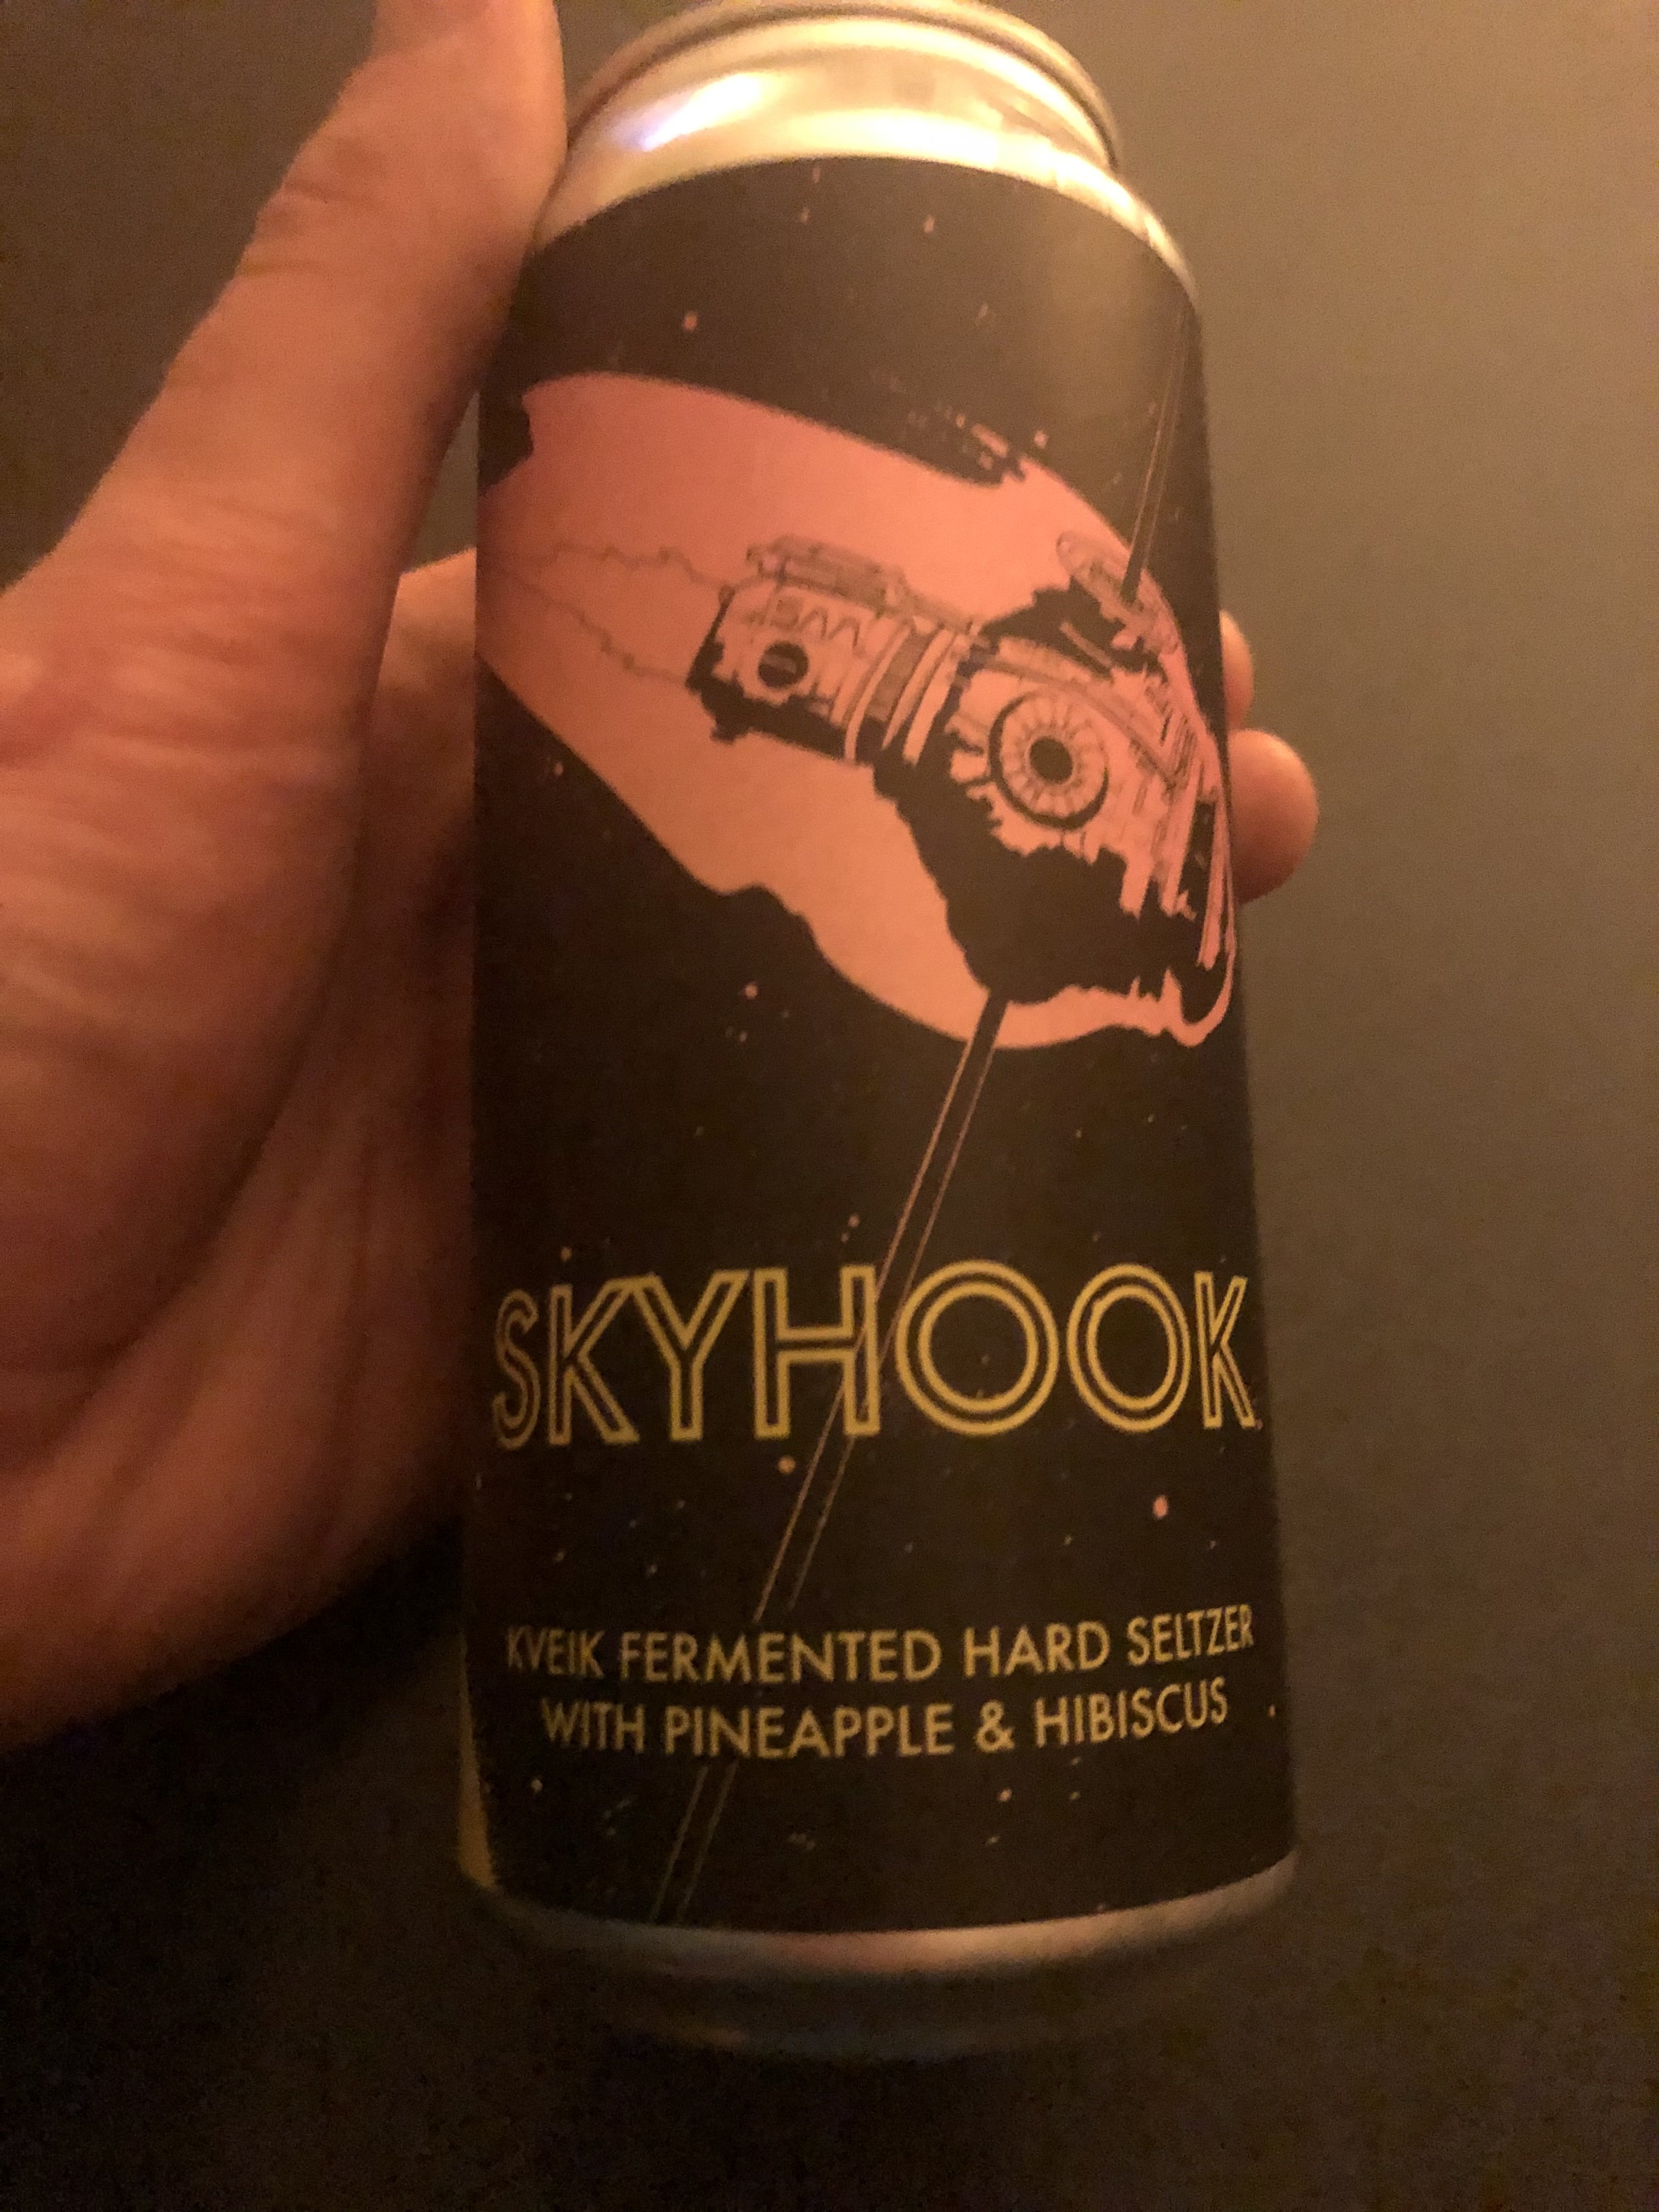 SKYHOOK
KVEIK FERMENTED HARD SELTZER
WITH PINEAPPLE & HIBISCUS